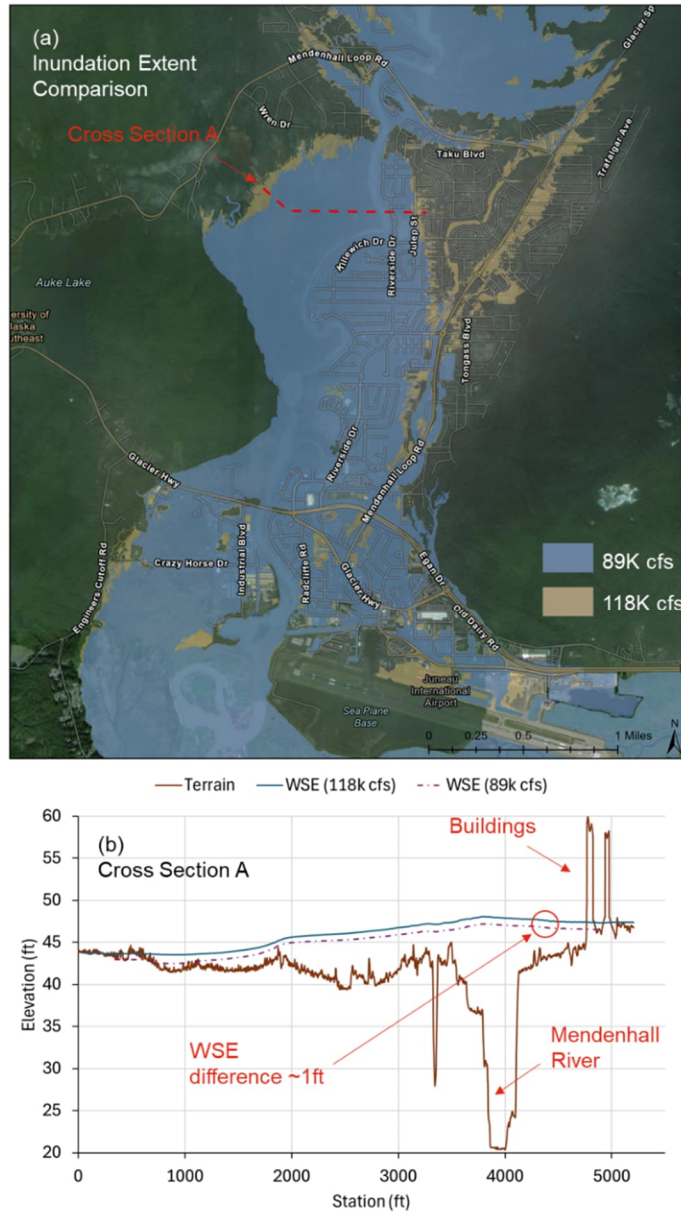 (a)
Inundation Extent
Comparison
Mendenhall Loop Rd
Glacier Sp
Wren Dr
Cross Section A
Taku Blvd
Trafalgar Ave
Julep St
Killewich Dr
Riverside Dr
Auke Lake
ersity of
laska
utheast
Tongass Blvd
Riverside Dr
Mendenhall Loop Rd
Glacier Hwy
89K cfs
118K cfs
Engineers Cutoff Rd
Crazy Horse Dr
Industrial Blvd
Radcliffe Rd
Glacier Hwy
Egan Dr
Old Dairy Rd
Juneau
International
Airport
Sea Plane
Base
N
0 0.25 0.5 1 Miles
Terrain WSE (118k cfs) WSE (89k cfs)
(b)
Cross Section A
Buildings
WSE
difference ~1ft
Mendenhall
River
Elevation (ft)
60
55
50
45
40
35
30
25
20
0 1000 2000 3000 4000 5000
Station (ft)